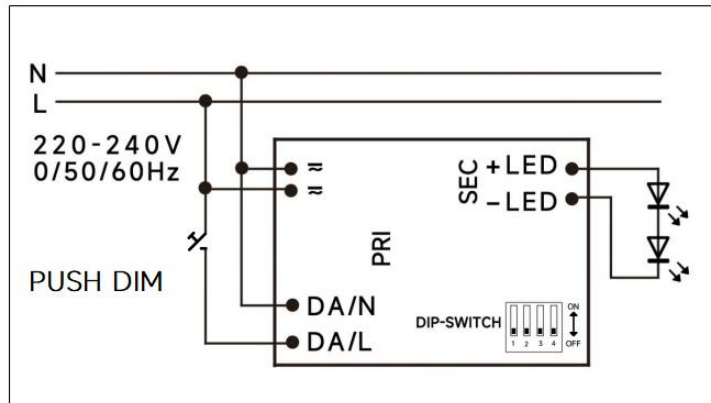 N
L
220-240V
0/50/60Hz
PUSH DIM
≂
≂
PRI
DA/N
DA/L
SEC
+LED
-LED
DIP-SWITCH
1 2 3 4
ON
OFF